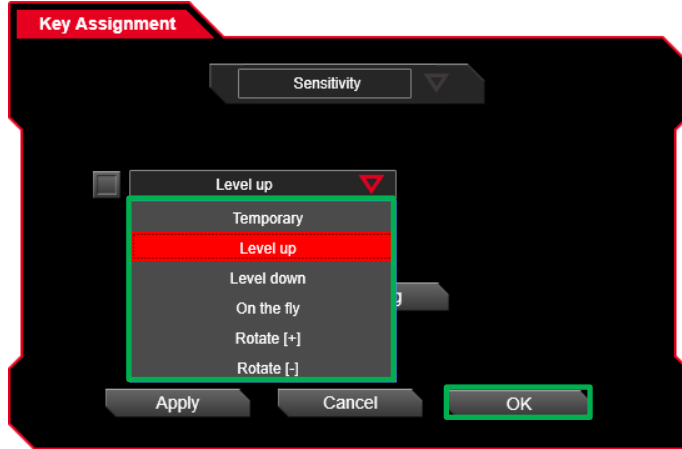 Key Assignment
Sensitivity
Level up
Temporary
Level up
Level down
On the fly
Rotate [+]
Rotate [-]
Apply
Cancel
OK